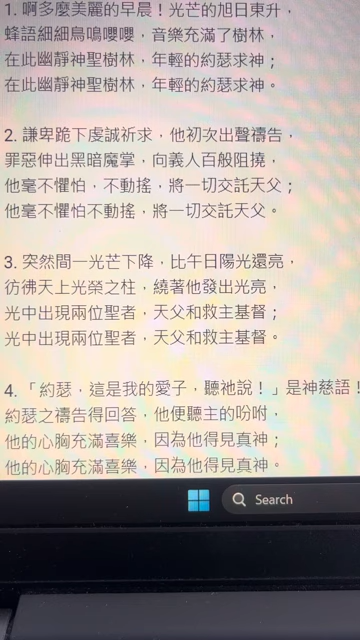 1. 啊多麼美麗的早晨！光芒的旭日東升，
蜂語細細鳥鳴嚶嚶，音樂充滿了樹林，
在此幽靜神聖樹林，年輕的約瑟求神；
在此幽靜神聖樹林，年輕的約瑟求神。
2. 謙卑跪下虔誠祈求，他初次出聲禱告，
罪惡伸出黑暗魔掌，向義人百般阻撓，
他毫不懼怕，不動搖，將一切交託天父；
他毫不懼怕不動搖，將一切交託天父。
3. 突然間一光芒下降，比午日陽光還亮，
彷彿天上光榮之柱，繞著他發出光亮，
光中出現兩位聖者，天父和救主基督；
光中出現兩位聖者，天父和救主基督。
4. 「約瑟，這是我的愛子，聽祂說！」是神慈語！
約瑟之禱告得回答，他便聽主的吩咐，
他的心胸充滿喜樂，因為他得見真神；
他的心胸充滿喜樂，因為他得見真神。
Search